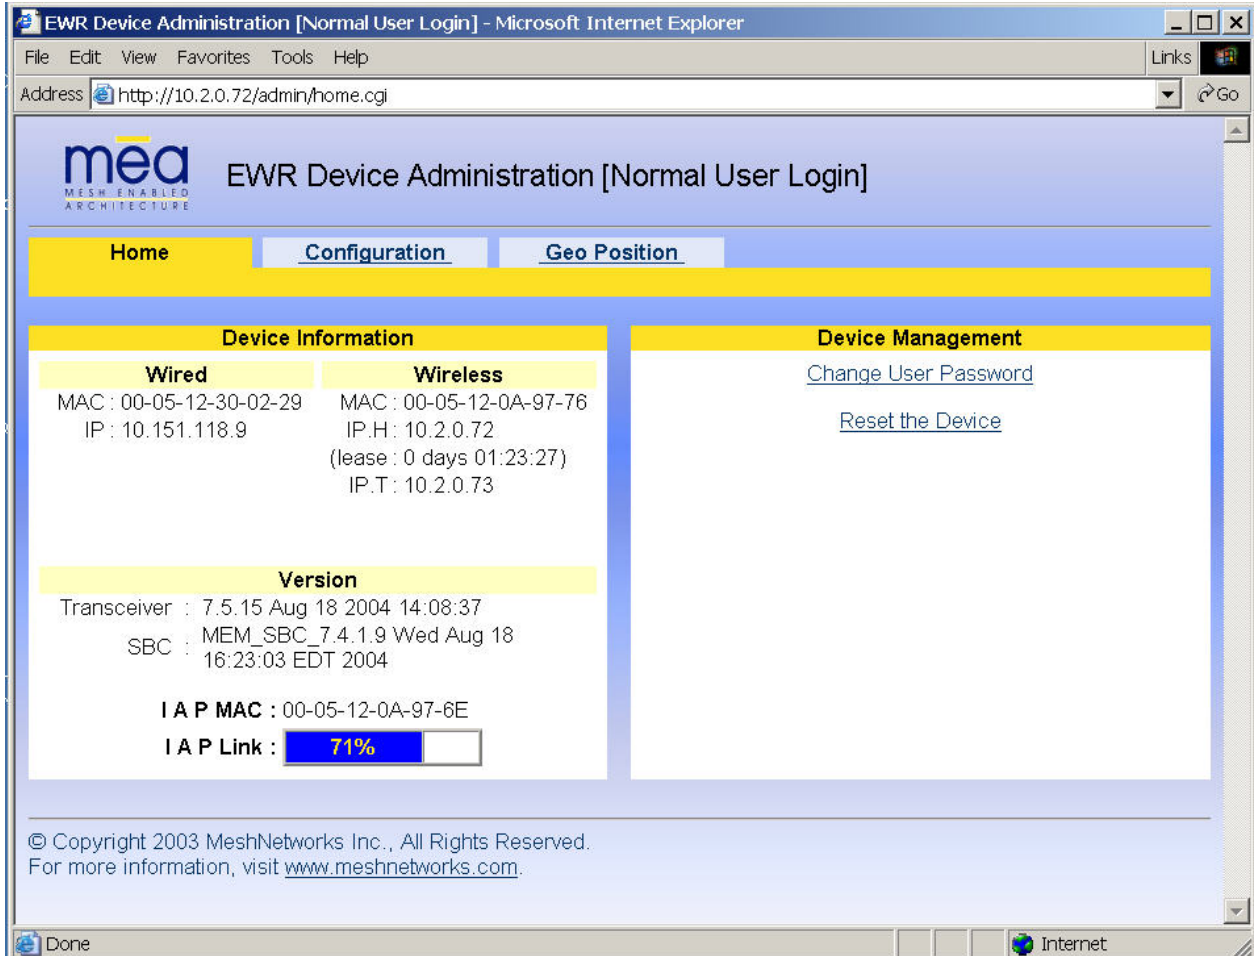 EWR Device Administration [Normal User Login] - Microsoft Internet Explorer
File Edit View Favorites Tools Help Links
Address http://10.2.0.72/admin/home.cgi Go
mea
MESH ENABLED
ARCHITECTURE
EWR Device Administration [Normal User Login]
Home Configuration Geo Position
Device Information
Wired
MAC : 00-05-12-30-02-29
IP : 10.151.118.9
Wireless
MAC : 00-05-12-0A-97-76
IP.H : 10.2.0.72
(lease : 0 days 01:23:27)
IP.T : 10.2.0.73
Version
Transceiver : 7.5.15 Aug 18 2004 14:08:37
SBC : MEM_SBC_7.4.1.9 Wed Aug 18
16:23:03 EDT 2004
I A P MAC : 00-05-12-0A-97-6E
I A P Link : 71%
Device Management
Change User Password
Reset the Device
© Copyright 2003 MeshNetworks Inc., All Rights Reserved.
For more information, visit www.meshnetworks.com.
Done Internet